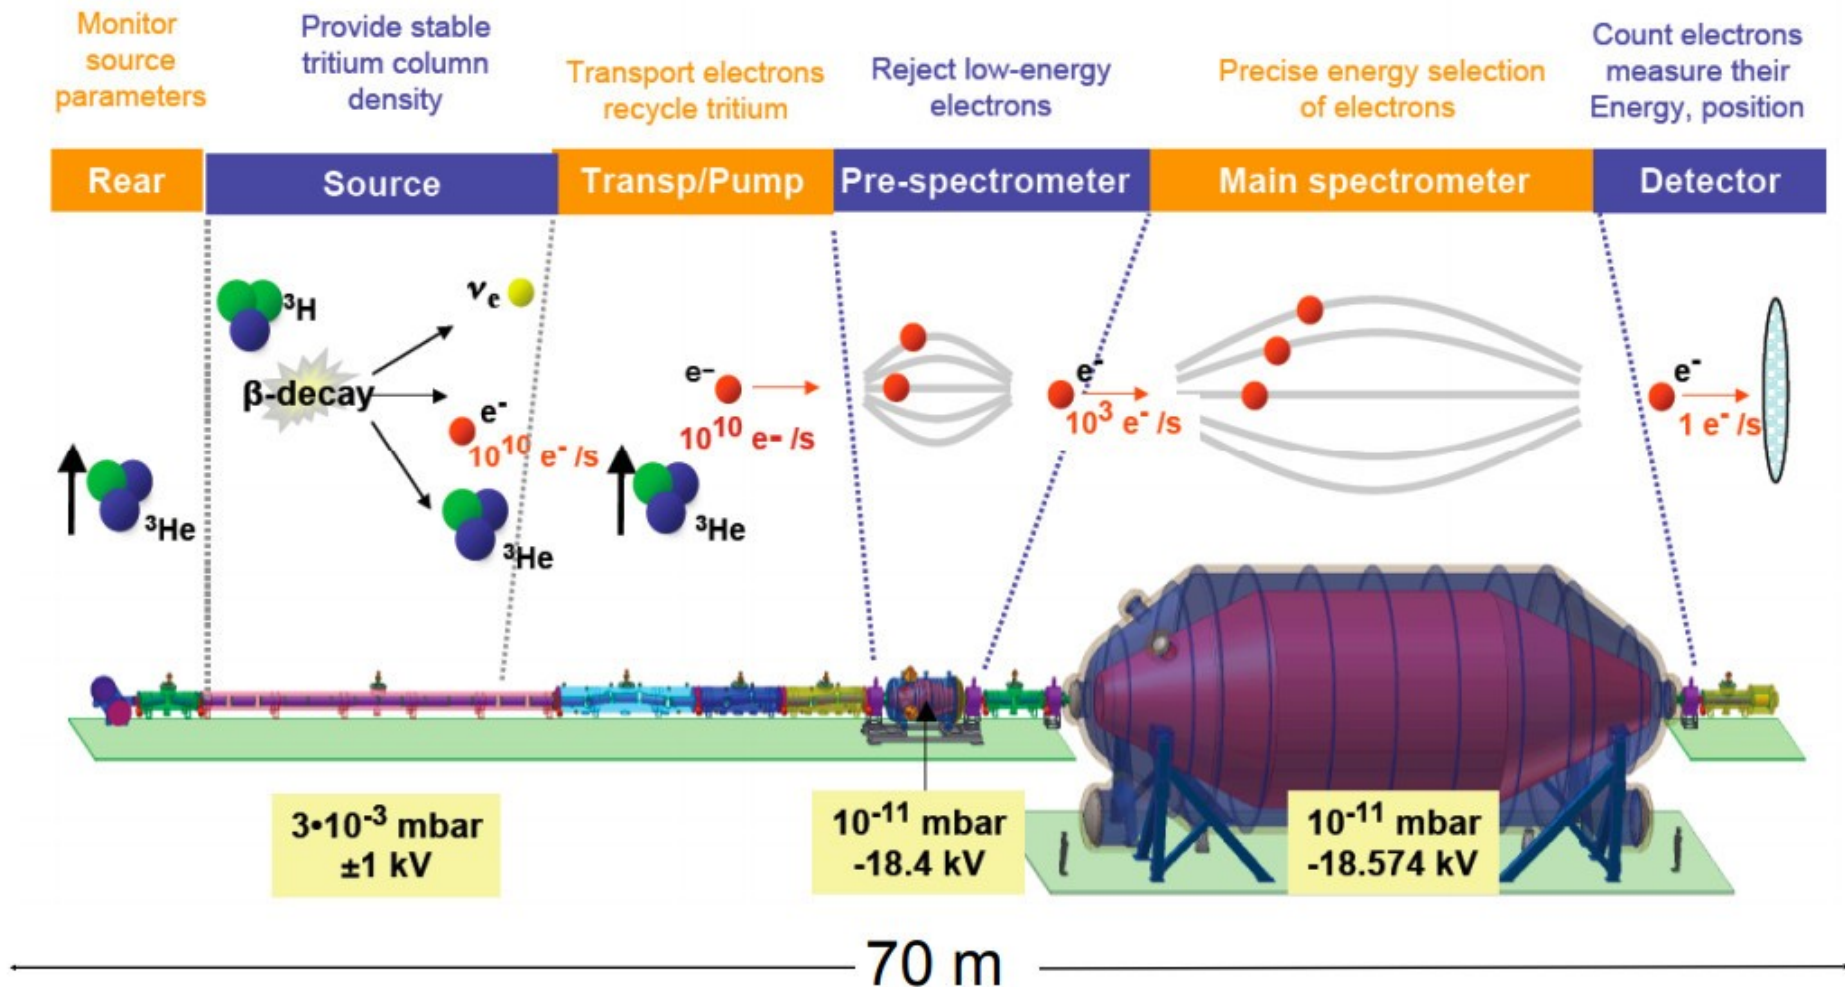 Monitor
source
parameters
Provide stable
tritium column
density
Transport electrons
recycle tritium
Reject low-energy
electrons
Precise energy selection
of electrons
Count electrons
measure their
Energy, position
Rear
Source
Transp/Pump
Pre-spectrometer
Main spectrometer
Detector
³H
νₑ
β-decay
e⁻
10¹⁰ e⁻ /s
³He
³He
e⁻
10¹⁰ e- /s
³He
e⁻
10³ e⁻ /s
e⁻
1 e⁻ /s
3•10⁻³ mbar
±1 kV
10⁻¹¹ mbar
-18.4 kV
10⁻¹¹ mbar
-18.574 kV
70 m